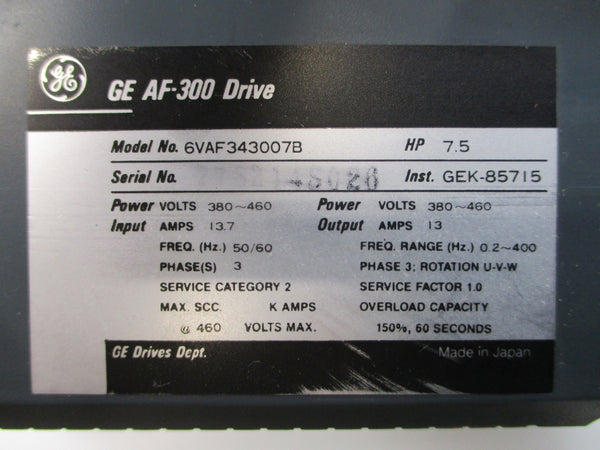 GE
GE AF-300 Drive
Model No. 6VAF343007B HP 7.5
Serial No. Inst. GEK-85715
Power VOLTS 380~460 Power VOLTS 380~460
Input AMPS 13.7 Output AMPS 13
FREQ. (Hz.) 50/60 FREQ. RANGE (Hz.) 0.2~400
PHASE(S) 3 PHASE 3: ROTATION U-V-W
SERVICE CATEGORY 2 SERVICE FACTOR 1.0
MAX. SCC. K AMPS OVERLOAD CAPACITY
@ 460 VOLTS MAX. 150%, 60 SECONDS
GE Drives Dept. Made in Japan